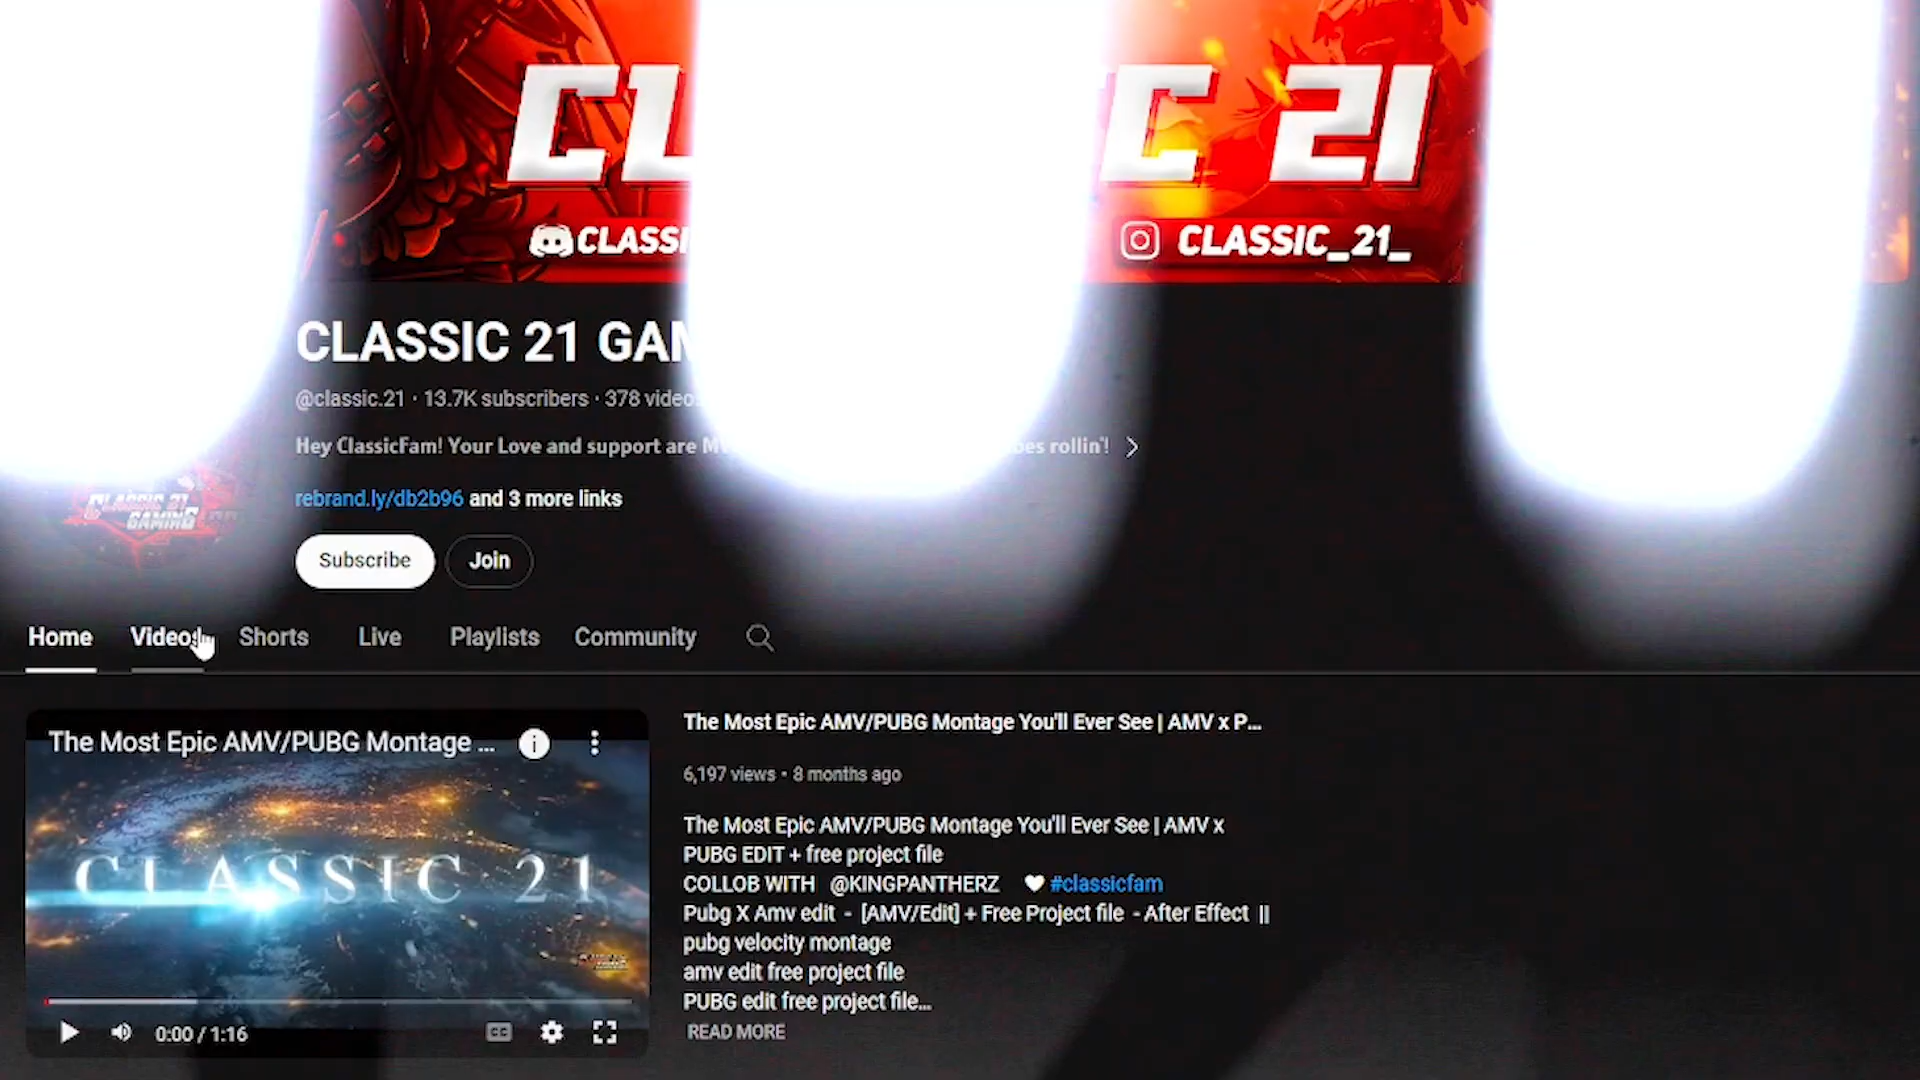 C 21
CLASSIC_21_
CLASSIC 21
@classic.21 · 13.7K subscribers · 378
Hey ClassicFam! Your Love and support are rollin'!
rebrand.ly/db2b96 and 3 more links
CLASSIC 21
GAMING
Subscribe Join
Home Videos Shorts Live Playlists Community
The Most Epic AMV/PUBG Montage ...
CLASSIC 21
0:00 / 1:16
The Most Epic AMV/PUBG Montage You'll Ever See | AMV x P...
6,197 views • 8 months ago
The Most Epic AMV/PUBG Montage You'll Ever See | AMV x
PUBG EDIT + free project file
COLLOB WITH @KINGPANTHERZ 🤍 #classicfam
Pubg X Amv edit - [AMV/Edit] + Free Project file - After Effect ||
pubg velocity montage
amv edit free project file
PUBG edit free project file...
READ MORE